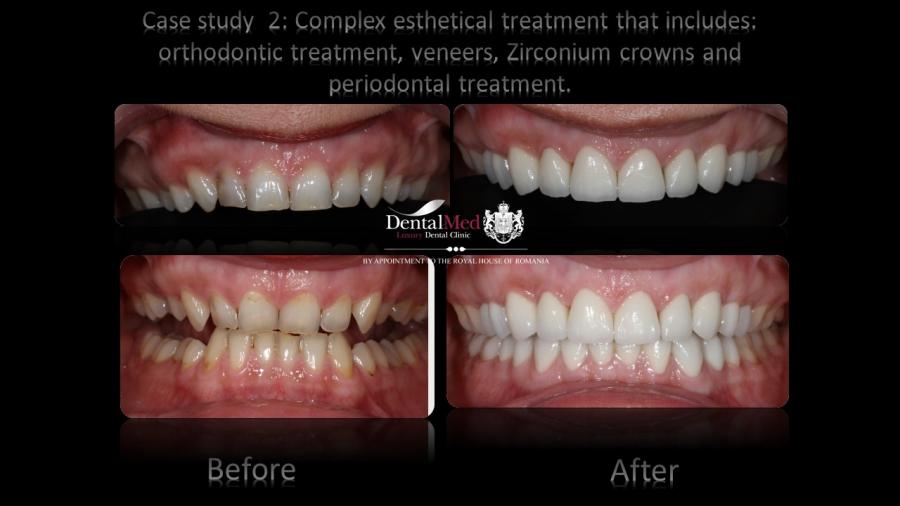 Case study 2: Complex esthetical treatment that includes:
orthodontic treatment, veneers, Zirconium crowns and
periodontal treatment.
DentalMed
Luxury Dental Clinic
BY APPOINTMENT TO THE ROYAL HOUSE OF ROMANIA
Before
After